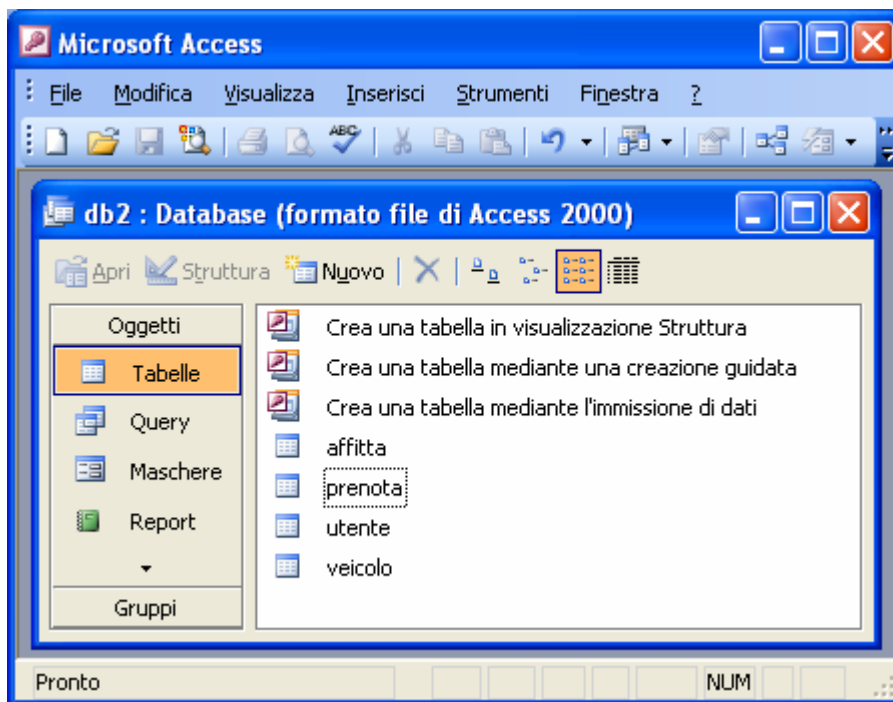 Microsoft Access
File Modifica Visualizza Inserisci Strumenti Finestra ?
ABC
db2 : Database (formato file di Access 2000)
Apri Struttura Nuovo
Oggetti
Tabelle
Query
Maschere
Report
Gruppi
Crea una tabella in visualizzazione Struttura
Crea una tabella mediante una creazione guidata
Crea una tabella mediante l'immissione di dati
affitta
prenota
utente
veicolo
Pronto NUM